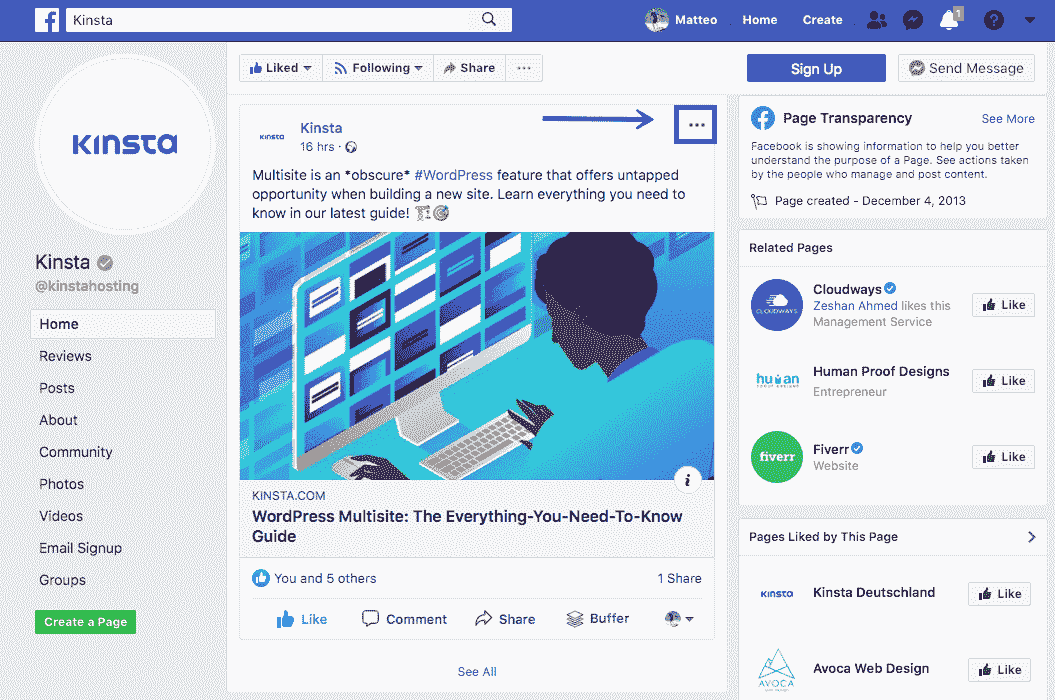 Kinsta
Matteo
Home
Create
1
?
KINSTA
Kinsta
@kinstahosting
Home
Reviews
Posts
About
Community
Photos
Videos
Email Signup
Groups
Create a Page
Liked
Following
Share
...
Sign Up
Send Message
KINSTA
Kinsta
16 hrs ·
...
Multisite is an *obscure* #WordPress feature that offers untapped
opportunity when building a new site. Learn everything you need to
know in our latest guide!
i
KINSTA.COM
WordPress Multisite: The Everything-You-Need-To-Know
Guide
You and 5 others
1 Share
Like
Comment
Share
Buffer
See All
Page Transparency
See More
Facebook is showing information to help you better
understand the purpose of a Page. See actions taken
by the people who manage and post content.
Page created - December 4, 2013
Related Pages
CLOUDWAYS
Cloudways
Zeshan Ahmed likes this
Management Service
Like
human
PROOF DESIGNS
Human Proof Designs
Entrepreneur
Like
fiverr
Fiverr
Website
Like
Pages Liked by This Page
KINSTA
Kinsta Deutschland
Like
AVOCA
Avoca Web Design
Like